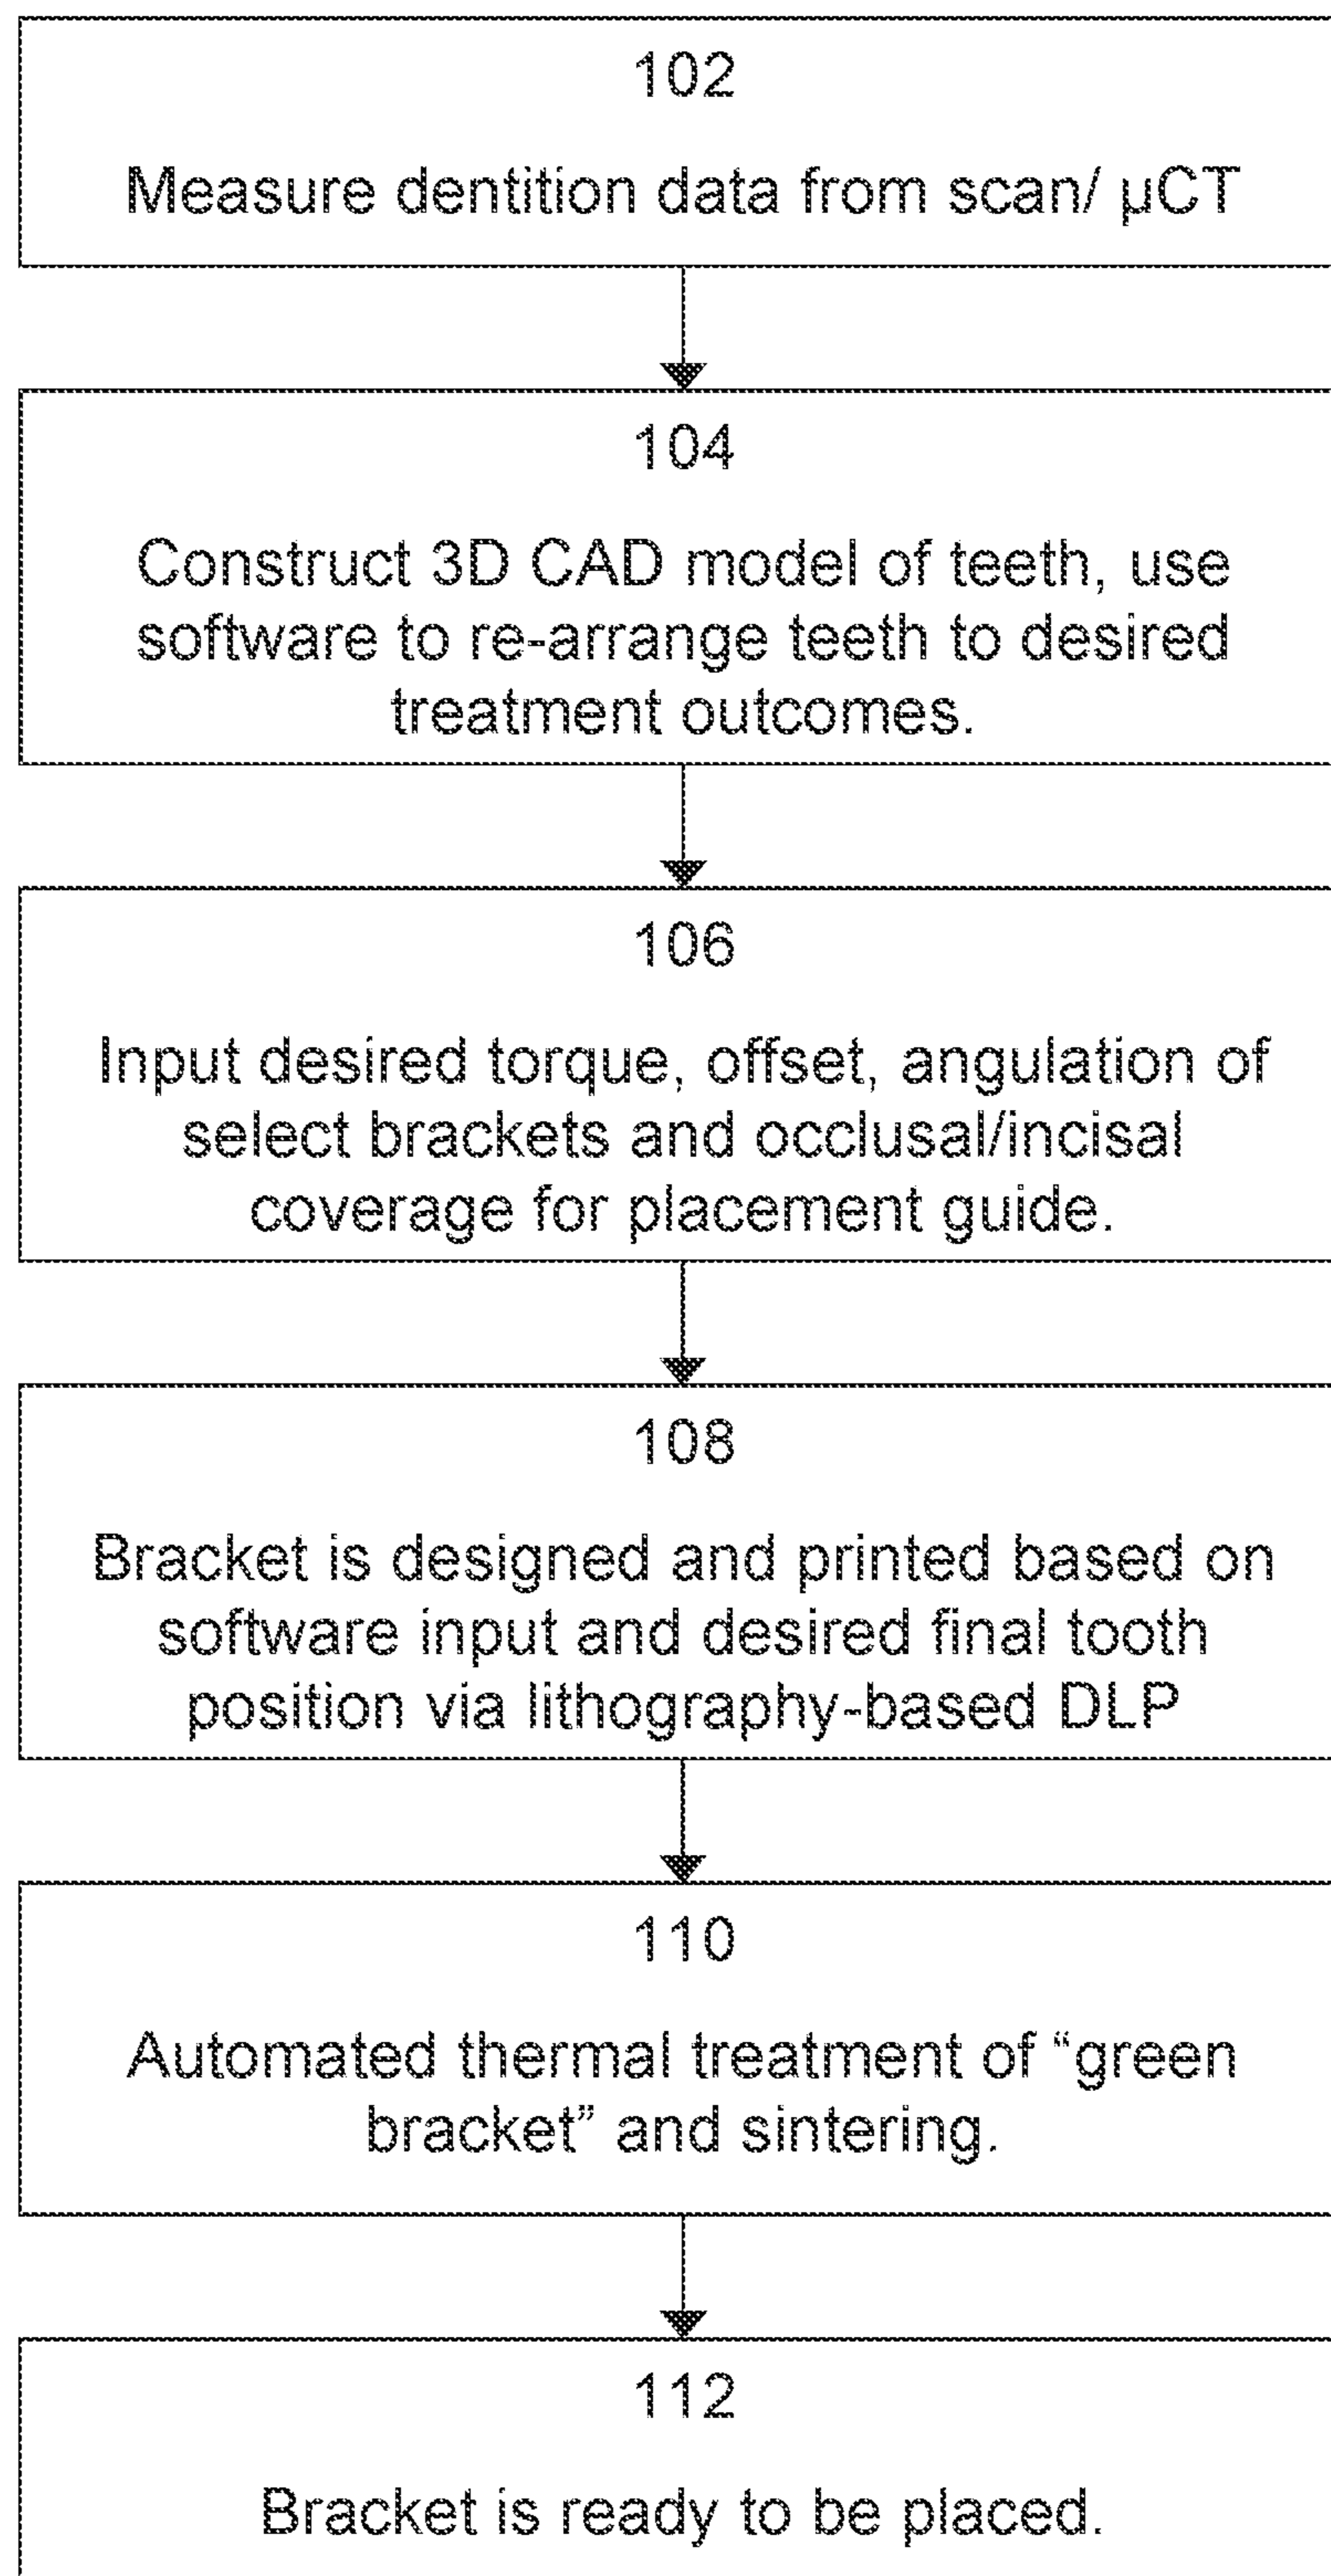 102
Measure dentition data from scan/ µCT
104
Construct 3D CAD model of teeth, use
software to re-arrange teeth to desired
treatment outcomes.
106
Input desired torque, offset, angulation of
select brackets and occlusal/incisal
coverage for placement guide.
108
Bracket is designed and printed based on
software input and desired final tooth
position via lithography-based DLP
110
Automated thermal treatment of “green
bracket” and sintering.
112
Bracket is ready to be placed.